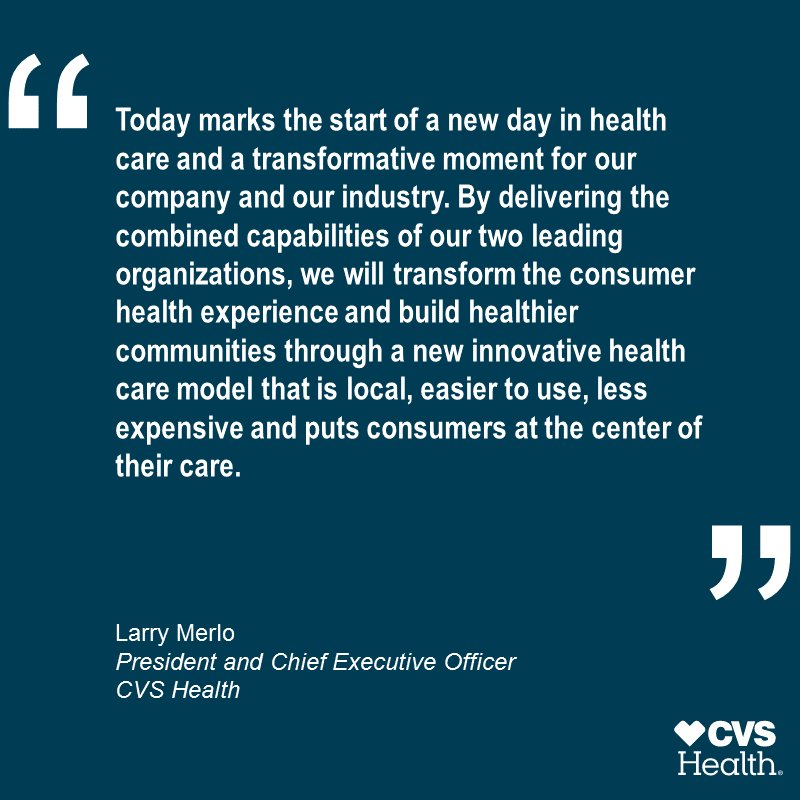 “
Today marks the start of a new day in health
care and a transformative moment for our
company and our industry. By delivering the
combined capabilities of our two leading
organizations, we will transform the consumer
health experience and build healthier
communities through a new innovative health
care model that is local, easier to use, less
expensive and puts consumers at the center of
their care.
”
Larry Merlo
President and Chief Executive Officer
CVS Health
CVS
Health®